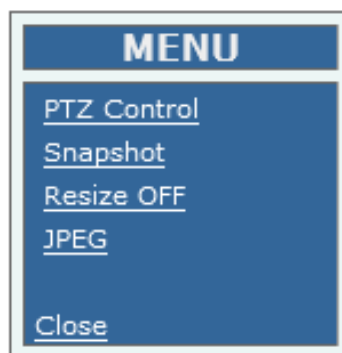 MENU
PTZ Control
Snapshot
Resize OFF
JPEG
Close